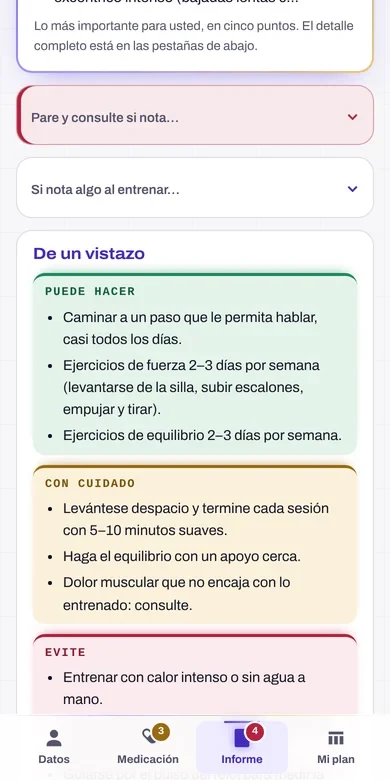 Lo más importante para usted, en cinco puntos. El detalle
completo está en las pestañas de abajo.
Pare y consulte si nota…
Si nota algo al entrenar…
De un vistazo
PUEDE HACER
• Caminar a un paso que le permita hablar,
casi todos los días.
• Ejercicios de fuerza 2–3 días por semana
(levantarse de la silla, subir escalones,
empujar y tirar).
• Ejercicios de equilibrio 2–3 días por semana.
CON CUIDADO
• Levántese despacio y termine cada sesión
con 5–10 minutos suaves.
• Haga el equilibrio con un apoyo cerca.
• Dolor muscular que no encaja con lo
entrenado: consulte.
EVITE
• Entrenar con calor intenso o sin agua a
mano.
3
4
Datos
Medicación
Informe
Mi plan